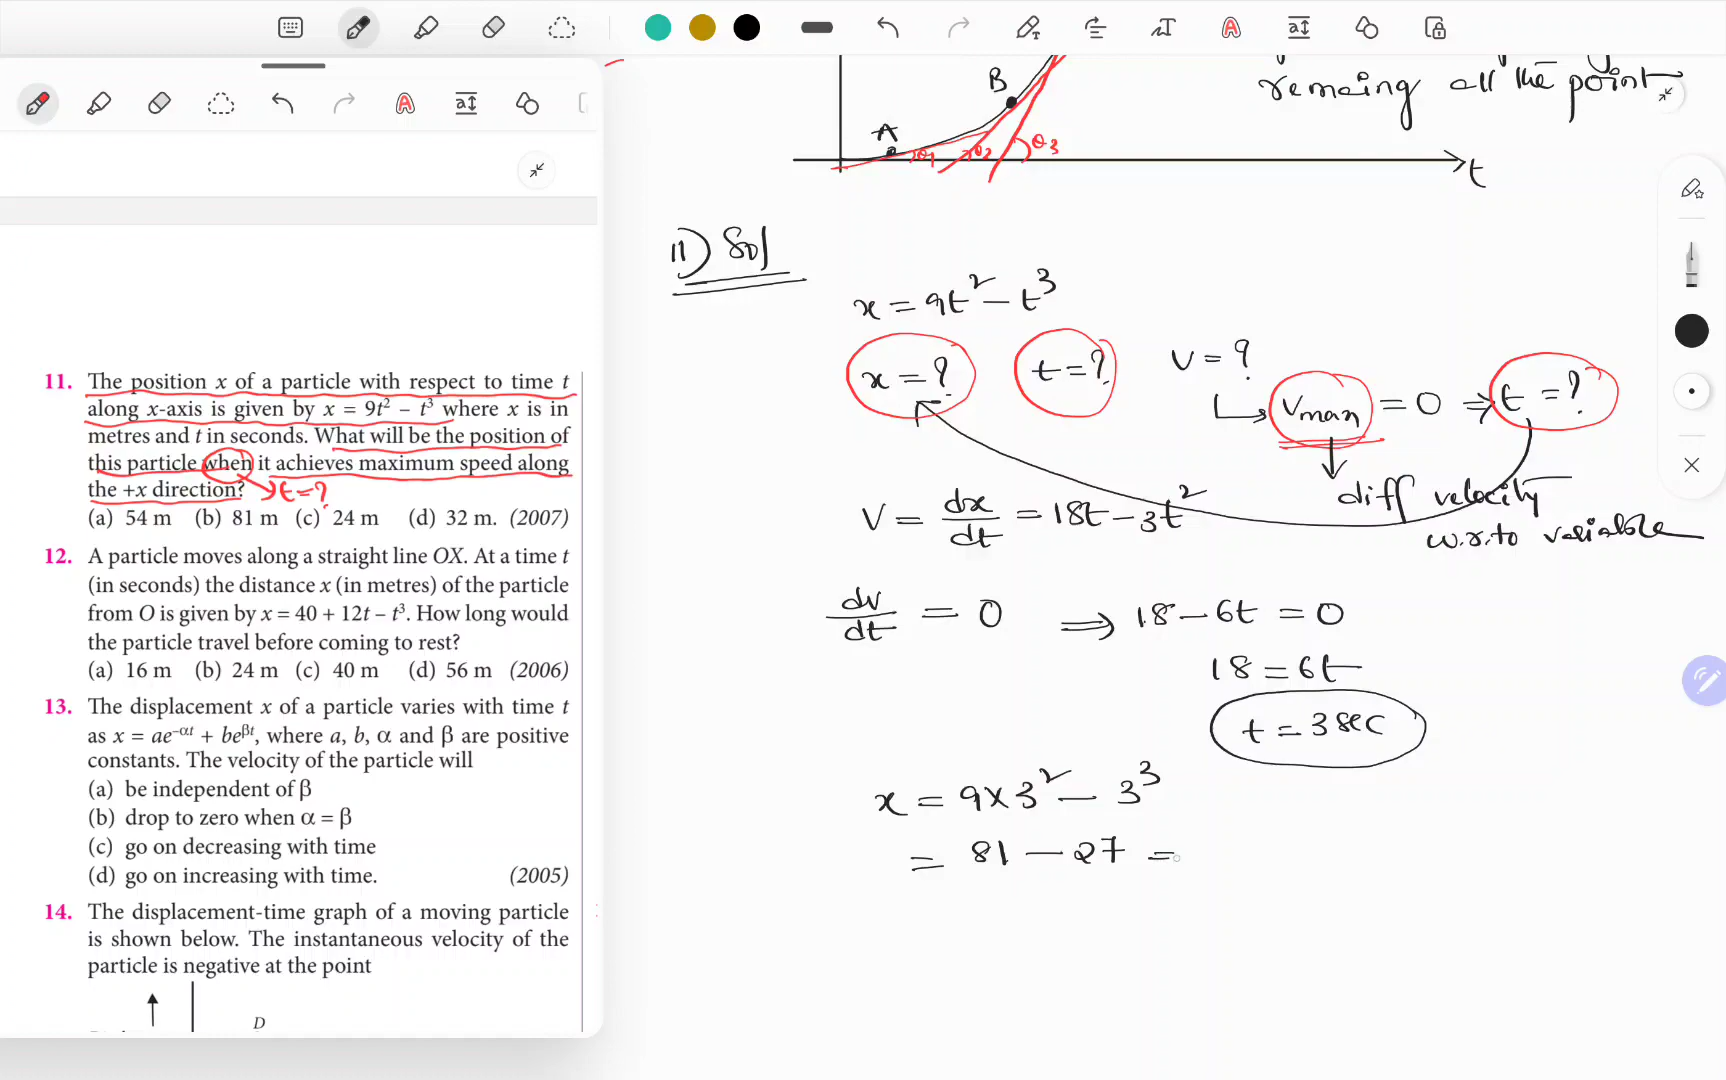 11. The position x of a particle with respect to time t
along x-axis is given by x = 9t² – t³ where x is in
metres and t in seconds. What will be the position of
this particle when it achieves maximum speed along
the +x direction? t = ?
(a) 54 m (b) 81 m (c) 24 m (d) 32 m. (2007)
12. A particle moves along a straight line OX. At a time t
(in seconds) the distance x (in metres) of the particle
from O is given by x = 40 + 12t – t³. How long would
the particle travel before coming to rest?
(a) 16 m (b) 24 m (c) 40 m (d) 56 m (2006)
13. The displacement x of a particle varies with time t
as x = ae^–αt + be^βt, where a, b, α and β are positive
constants. The velocity of the particle will
(a) be independent of β
(b) drop to zero when α = β
(c) go on decreasing with time
(d) go on increasing with time. (2005)
14. The displacement-time graph of a moving particle
is shown below. The instantaneous velocity of the
particle is negative at the point
D
remaing all the point
B
A
θ1 θ2 θ3
t
11) Sol
x = 9t² – t³
x = ? t = ? V = ?
Vmax = 0 ⇒ t = ?
diff velocity
w.r.to variable
V = dx/dt = 18t – 3t²
dv/dt = 0 ⟹ 18 – 6t = 0
18 = 6t
t = 3 sec
x = 9×3² – 3³
= 81 – 27 =